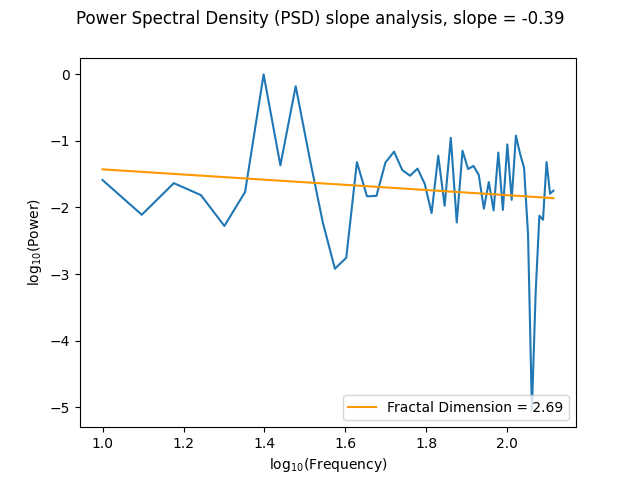 Power Spectral Density (PSD) slope analysis, slope = -0.39
0
−1
−2
−3
−4
−5
log₁₀(Power)
Fractal Dimension = 2.69
1.0 1.2 1.4 1.6 1.8 2.0
log₁₀(Frequency)